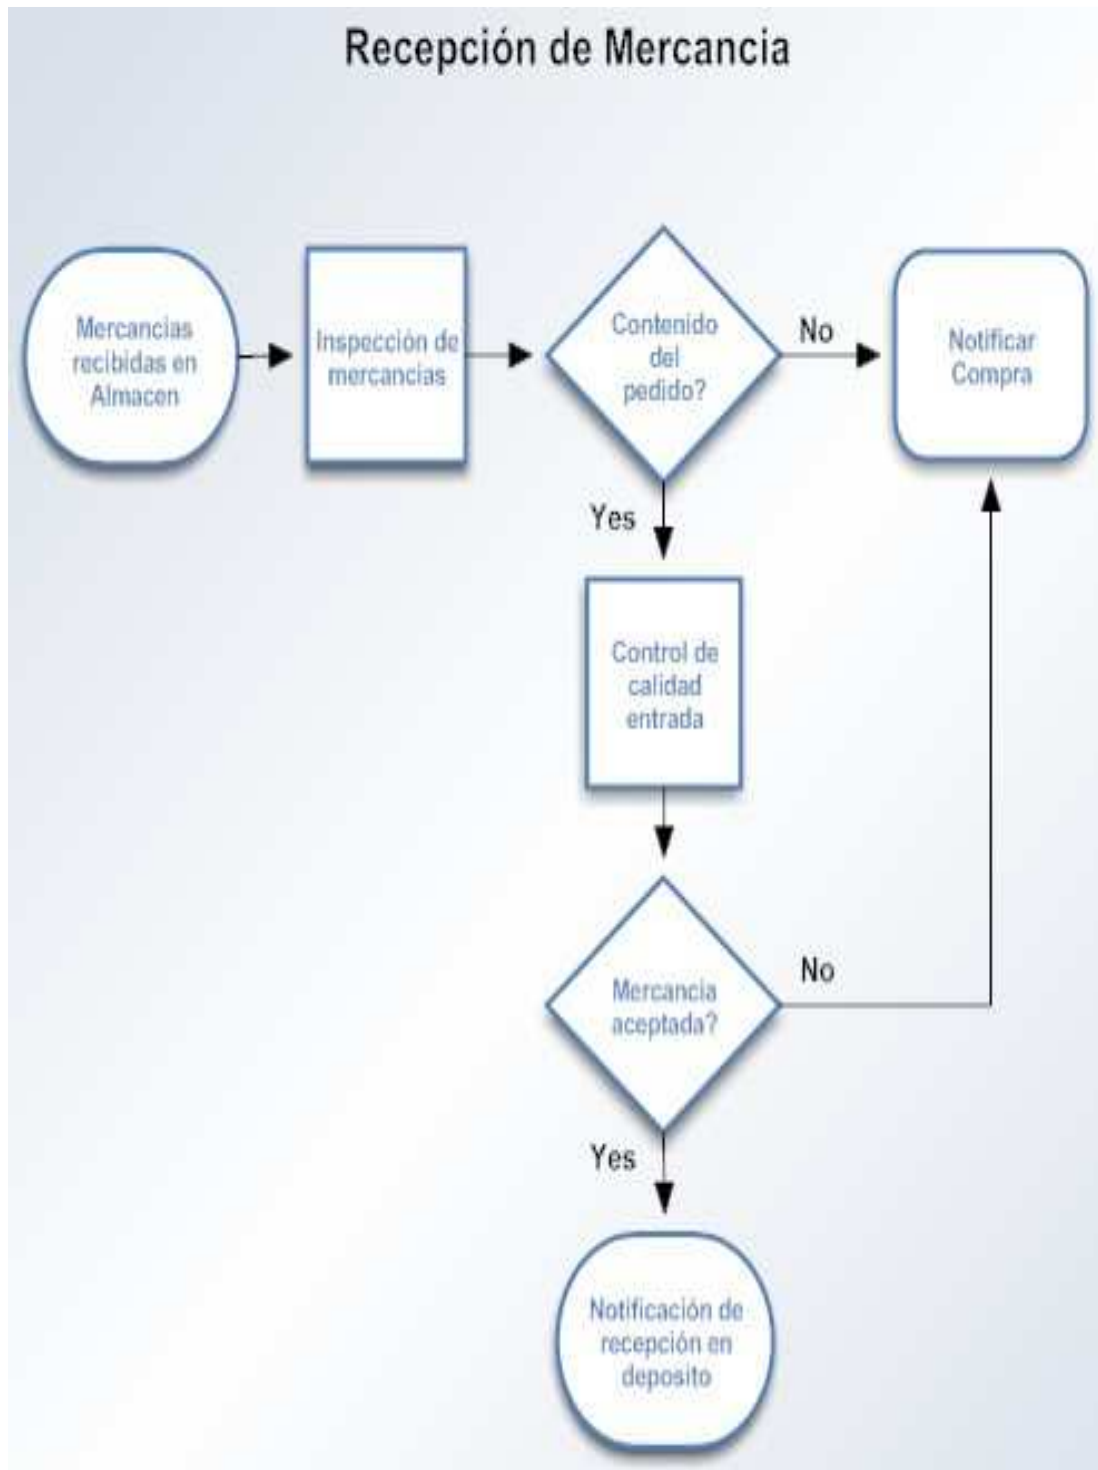 Recepción de Mercancia
Mercancias
recibidas en
Almacen
Inspección de
mercancias
Contenido
del
pedido?
No
Notificar
Compra
Yes
Control de
calidad
entrada
Mercancia
aceptada?
No
Yes
Notificación de
recepción en
deposito